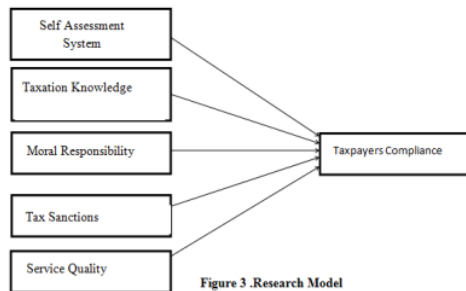 Self Assessment
System
Taxation Knowledge
Moral Responsibility
Taxpayers Compliance
Tax Sanctions
Service Quality
Figure 3 .Research Model